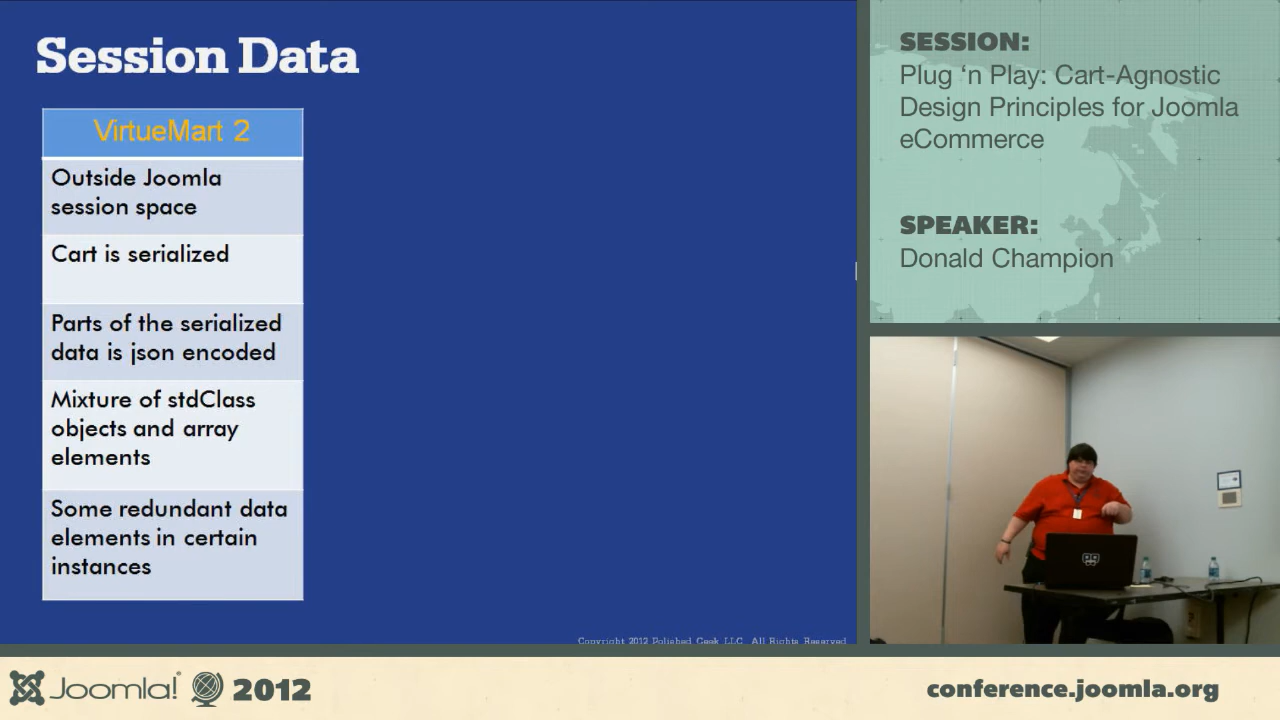 Session Data
VirtueMart 2
Outside Joomla
session space
Cart is serialized
Parts of the serialized
data is json encoded
Mixture of stdClass
objects and array
elements
Some redundant data
elements in certain
instances
Copyright 2012 Polished Geek LLC. All Rights Reserved
SESSION:
Plug ‘n Play: Cart-Agnostic
Design Principles for Joomla
eCommerce
SPEAKER:
Donald Champion
Joomla! 2012
conference.joomla.org